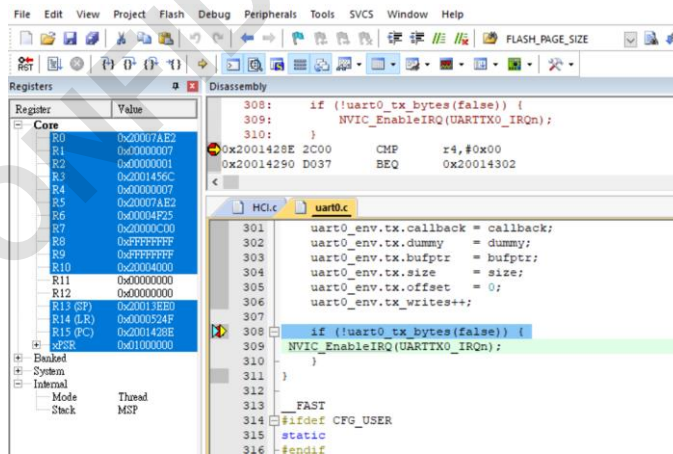 File Edit View Project Flash Debug Peripherals Tools SVCS Window Help
FLASH_PAGE_SIZE
RST
Registers
Register Value
Core
R0 0x20007AE2
R1 0x00000007
R2 0x00000001
R3 0x2001456C
R4 0x00000007
R5 0x20007AE2
R6 0x00004F25
R7 0x20000C00
R8 0xFFFFFFFF
R9 0xFFFFFFFF
R10 0x20004000
R11 0x00000000
R12 0x00000000
R13 (SP) 0x20013EE0
R14 (LR) 0x0000524F
R15 (PC) 0x2001428E
xPSR 0x01000000
Banked
System
Internal
Mode Thread
Stack MSP
Disassembly
308: if (!uart0_tx_bytes(false)) {
309: NVIC_EnableIRQ(UARTTX0_IRQn);
310: }
0x2001428E 2C00 CMP r4,#0x00
0x20014290 D037 BEQ 0x20014302
HCI.c uart0.c
301 uart0_env.tx.callback = callback;
302 uart0_env.tx.dummy = dummy;
303 uart0_env.tx.bufptr = bufptr;
304 uart0_env.tx.size = size;
305 uart0_env.tx.offset = 0;
306 uart0_env.tx_writes++;
307
308 if (!uart0_tx_bytes(false)) {
309 NVIC_EnableIRQ(UARTTX0_IRQn);
310 }
311 }
312
313 __FAST
314 #ifdef CFG_USER
315 static
316 #endif